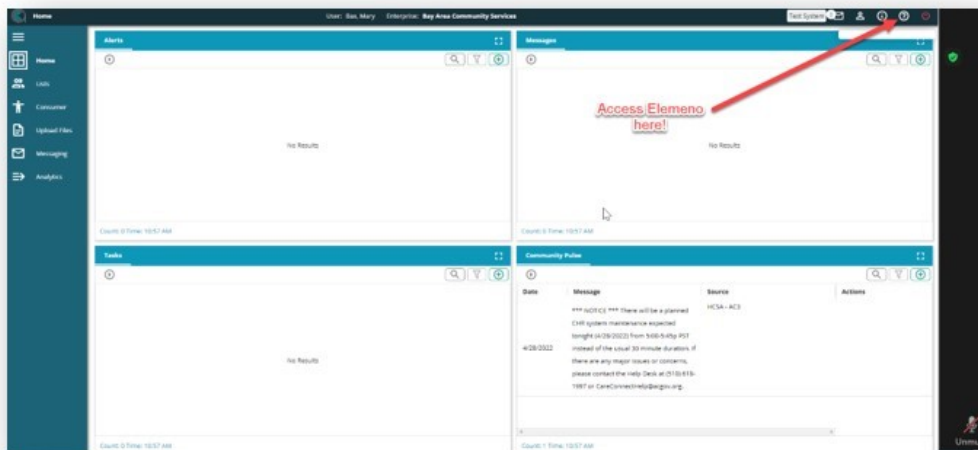 Home
User: Bax, Mary Enterprise: Bay Area Community Services
Test System
Home
Lists
Consumer
Upload Files
Messaging
Analytics
Alerts
No Results
Count: 0 Time: 10:57 AM
Messages
Access Elemeno
here!
No Results
Count: 0 Time: 10:57 AM
Tasks
No Results
Count: 0 Time: 10:57 AM
Community Pulse
Date Message Source Actions
4/28/2022
*** NOTICE *** There will be a planned
CHR system maintenance expected
tonight (4/28/2022) from 5:00-5:45p PST
instead of the usual 30 minute duration. If
there are any major issues or concerns,
please contact the Help Desk at (510) 618-
1997 or CareConnectHelp@acgov.org.
HCSA - AC3
Count: 1 Time: 10:57 AM